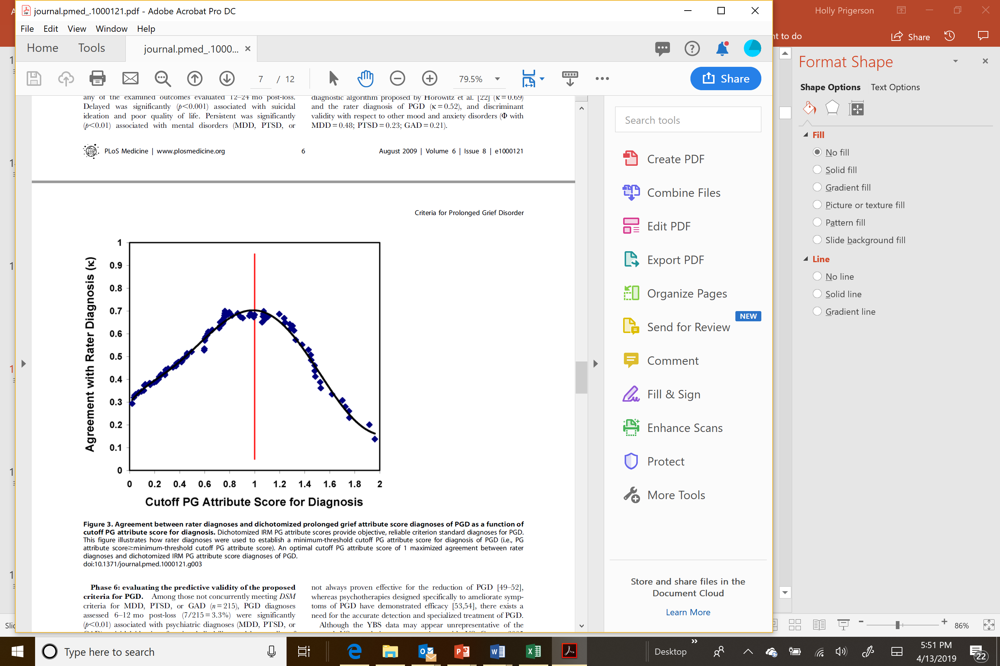 journal.pmed_.1000121.pdf - Adobe Acrobat Pro DC
Holly Prigerson
File Edit View Window Help
nt to do
Share
Home Tools journal.pmed_.1000...
7 / 12
79.5%
Share
any of the examined outcomes evaluated 12–24 mo post-loss.
Delayed was significantly (p<0.001) associated with suicidal
ideation and poor quality of life. Persistent was significantly
(p<0.01) associated with mental disorders (MDD, PTSD, or
diagnostic algorithm proposed by Horowitz et al. [22] (κ=0.69)
and the rater diagnosis of PGD (κ=0.52), and discriminant
validity with respect to other mood and anxiety disorders (Φ with
MDD=0.48; PTSD=0.23; GAD=0.21).
PLoS Medicine | www.plosmedicine.org
6
August 2009 | Volume 6 | Issue 8 | e1000121
Criteria for Prolonged Grief Disorder
Agreement with Rater Diagnosis (κ)
1
0.9
0.8
0.7
0.6
0.5
0.4
0.3
0.2
0.1
0
0 0.2 0.4 0.6 0.8 1 1.2 1.4 1.6 1.8 2
Cutoff PG Attribute Score for Diagnosis
Figure 3. Agreement between rater diagnoses and dichotomized prolonged grief attribute score diagnoses of PGD as a function of
cutoff PG attribute score for diagnosis. Dichotomized IRM PG attribute scores provide objective, reliable criterion standard diagnoses for PGD.
This figure illustrates how rater diagnoses were used to establish a minimum-threshold cutoff PG attribute score for diagnosis of PGD (i.e., PG
attribute score≥minimum-threshold cutoff PG attribute score). An optimal cutoff PG attribute score of 1 maximized agreement between rater
diagnoses and dichotomized IRM PG attribute score diagnoses of PGD.
doi:10.1371/journal.pmed.1000121.g003
Phase 6: evaluating the predictive validity of the proposed
criteria for PGD. Among those not concurrently meeting DSM
criteria for MDD, PTSD, or GAD (n=215), PGD diagnoses
assessed 6–12 mo post-loss (7/215=3.3%) were significantly
(p<0.01) associated with psychiatric diagnoses (MDD, PTSD, or
not always proven effective for the reduction of PGD [49–52],
whereas psychotherapies designed specifically to ameliorate symp-
toms of PGD have demonstrated efficacy [53,54], there exists a
need for the accurate detection and specialized treatment of PGD.
Although the YBS data may appear unrepresentative of the
Search tools
Create PDF
Combine Files
Edit PDF
Export PDF
Organize Pages
NEW
Send for Review
Comment
Fill & Sign
Enhance Scans
Protect
More Tools
Store and share files in the
Document Cloud
Learn More
Format Shape
Shape Options Text Options
Fill
No fill
Solid fill
Gradient fill
Picture or texture fill
Pattern fill
Slide background fill
Line
No line
Solid line
Gradient line
86%
Type here to search
Desktop
5:51 PM
4/13/2019
22